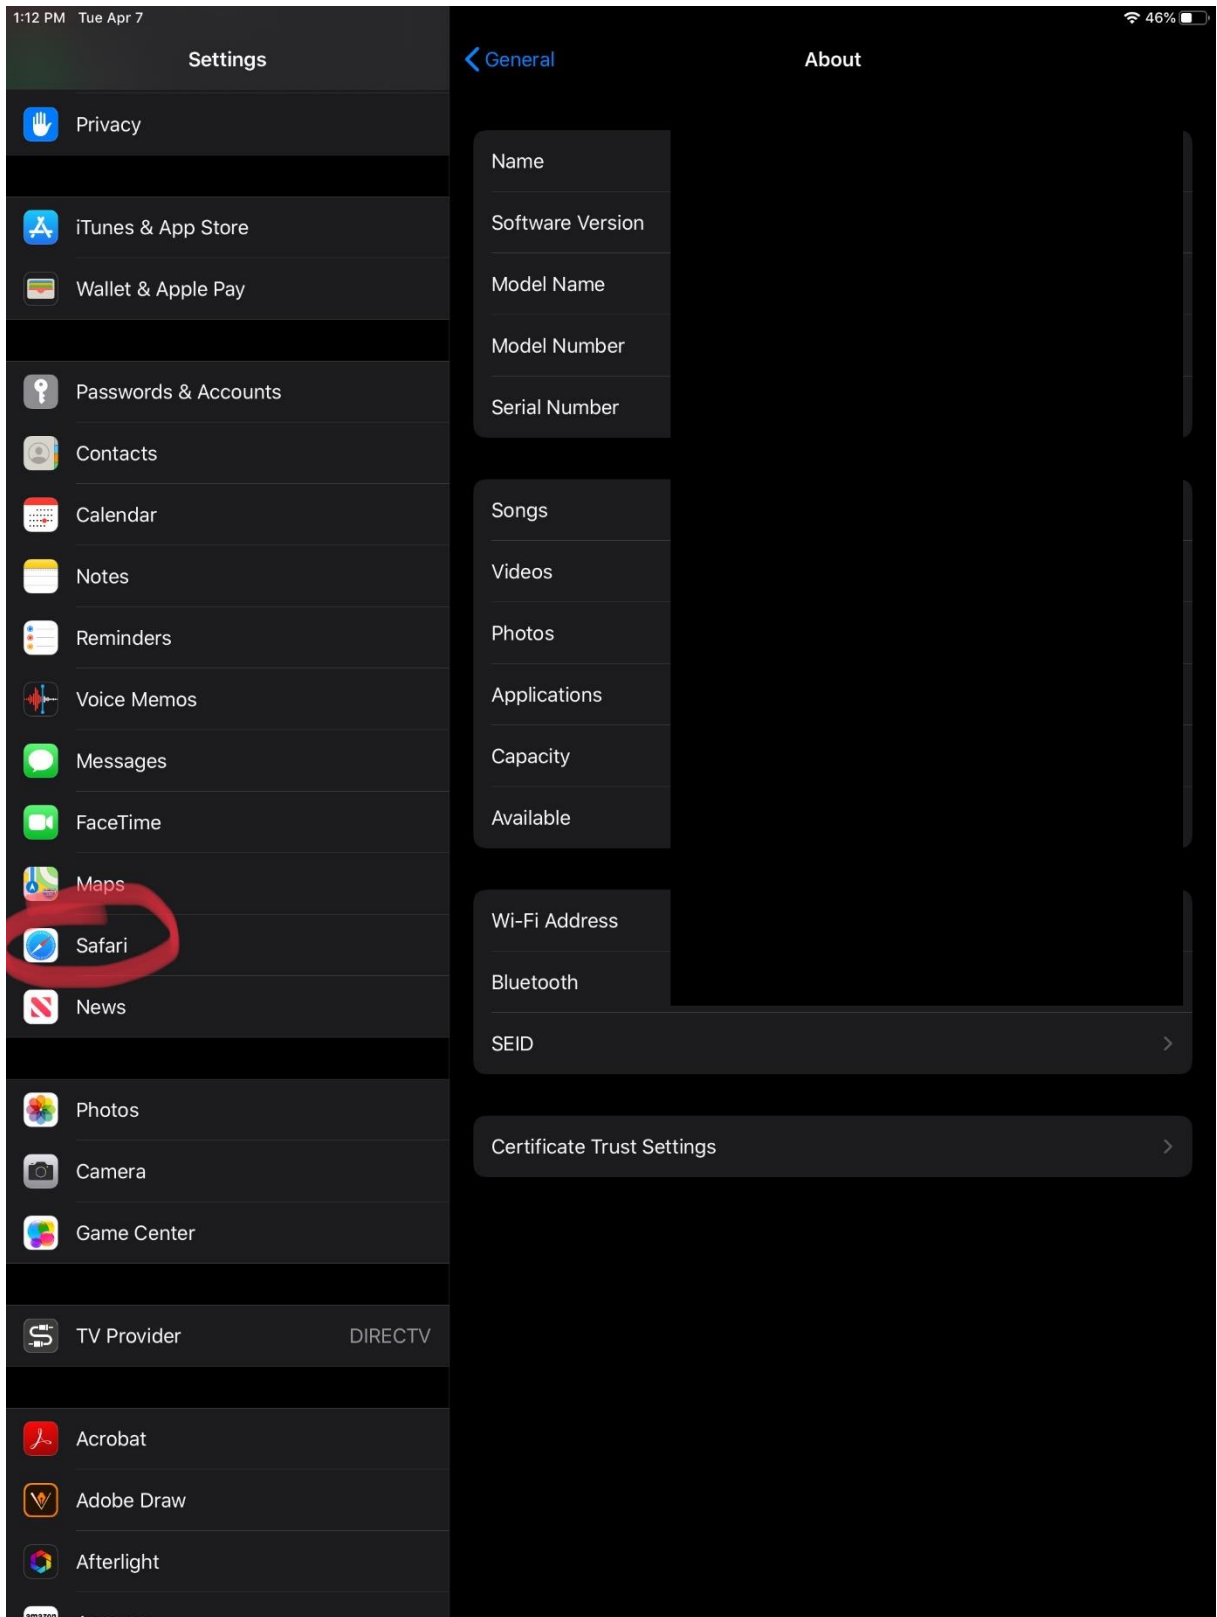 1:12 PM Tue Apr 7
46%
Settings
Privacy
iTunes & App Store
Wallet & Apple Pay
Passwords & Accounts
Contacts
Calendar
Notes
Reminders
Voice Memos
Messages
FaceTime
Maps
Safari
News
Photos
Camera
Game Center
TV Provider DIRECTV
Acrobat
Adobe Draw
Afterlight
amazon
General
About
Name
Software Version
Model Name
Model Number
Serial Number
Songs
Videos
Photos
Applications
Capacity
Available
Wi-Fi Address
Bluetooth
SEID
Certificate Trust Settings